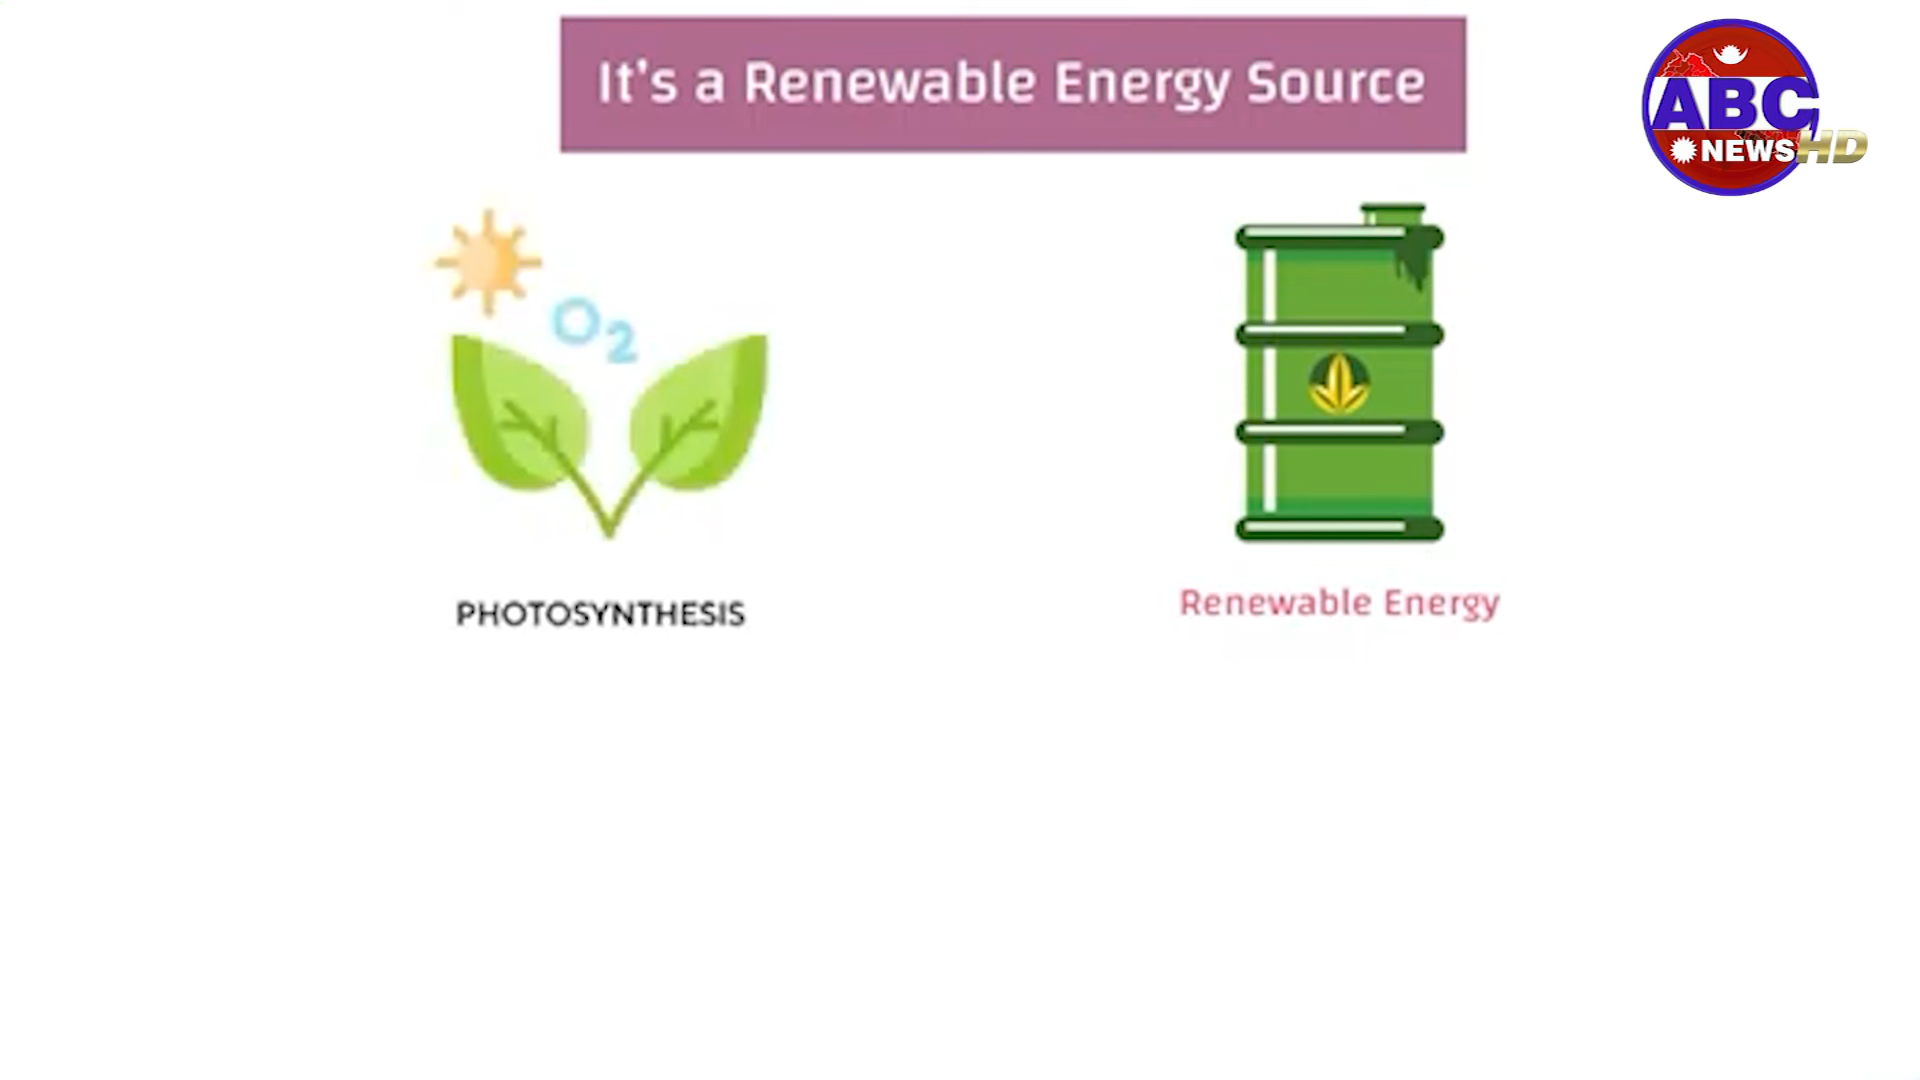 It's a Renewable Energy Source
ABC
NEWS HD
O2
PHOTOSYNTHESIS
Renewable Energy